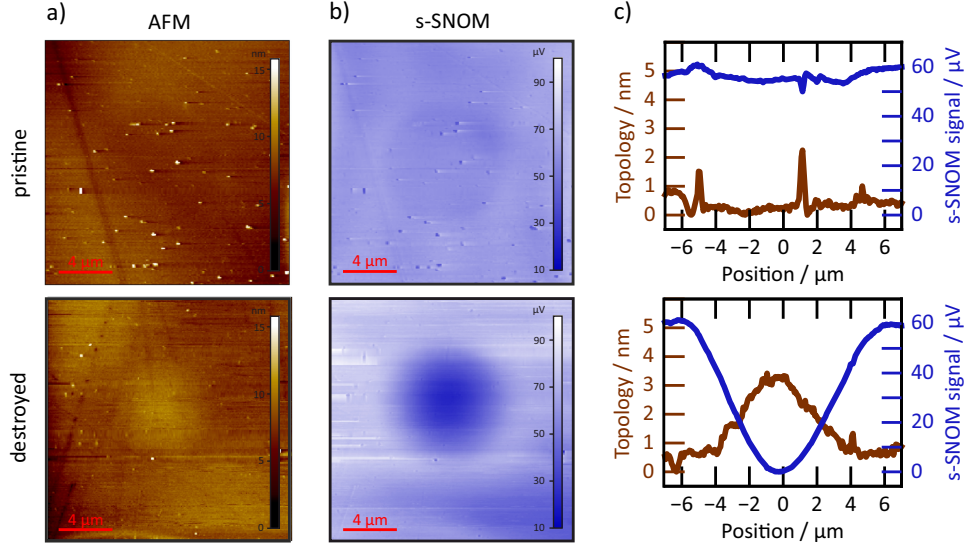 a)
b)
c)
AFM
s-SNOM
pristine
nm
15
10
5
0
4 µm
µV
90
70
50
30
10
4 µm
Topology / nm
5
4
3
2
1
0
60
40
20
0
s-SNOM signal / µV
−6 −4 −2 0 2 4 6
Position / µm
destroyed
nm
15
10
5
0
4 µm
µV
90
70
50
30
10
4 µm
Topology / nm
5
4
3
2
1
0
60
40
20
0
s-SNOM signal / µV
−6 −4 −2 0 2 4 6
Position / µm